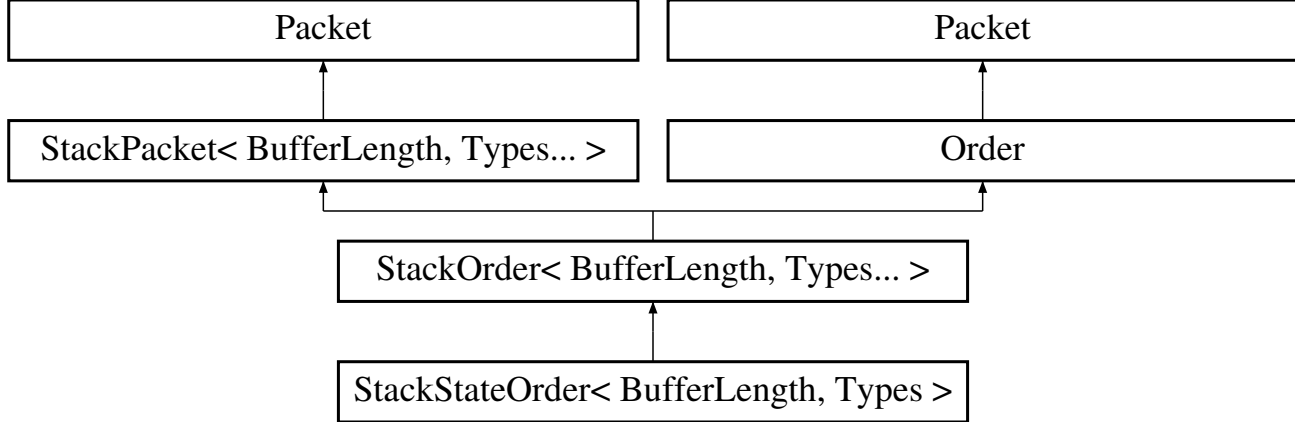 Packet
Packet
StackPacket< BufferLength, Types... >
Order
StackOrder< BufferLength, Types... >
StackStateOrder< BufferLength, Types >